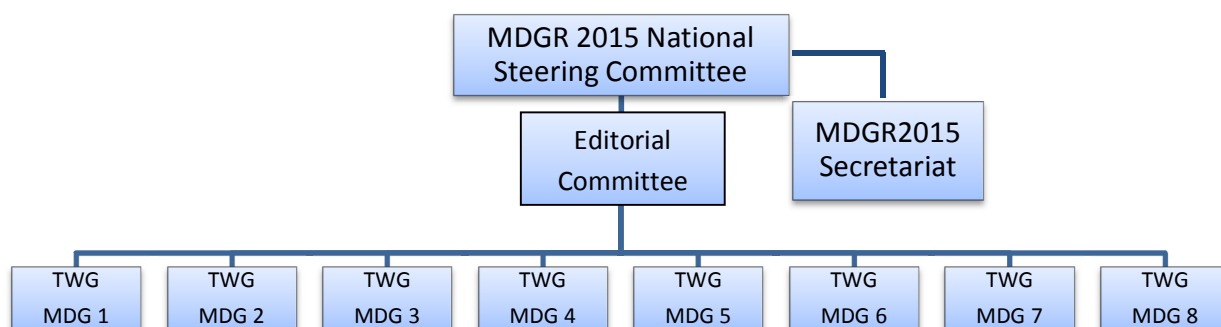 MDGR 2015 National
Steering Committee
Editorial
Committee
MDGR2015
Secretariat
TWG
MDG 1
TWG
MDG 2
TWG
MDG 3
TWG
MDG 4
TWG
MDG 5
TWG
MDG 6
TWG
MDG 7
TWG
MDG 8